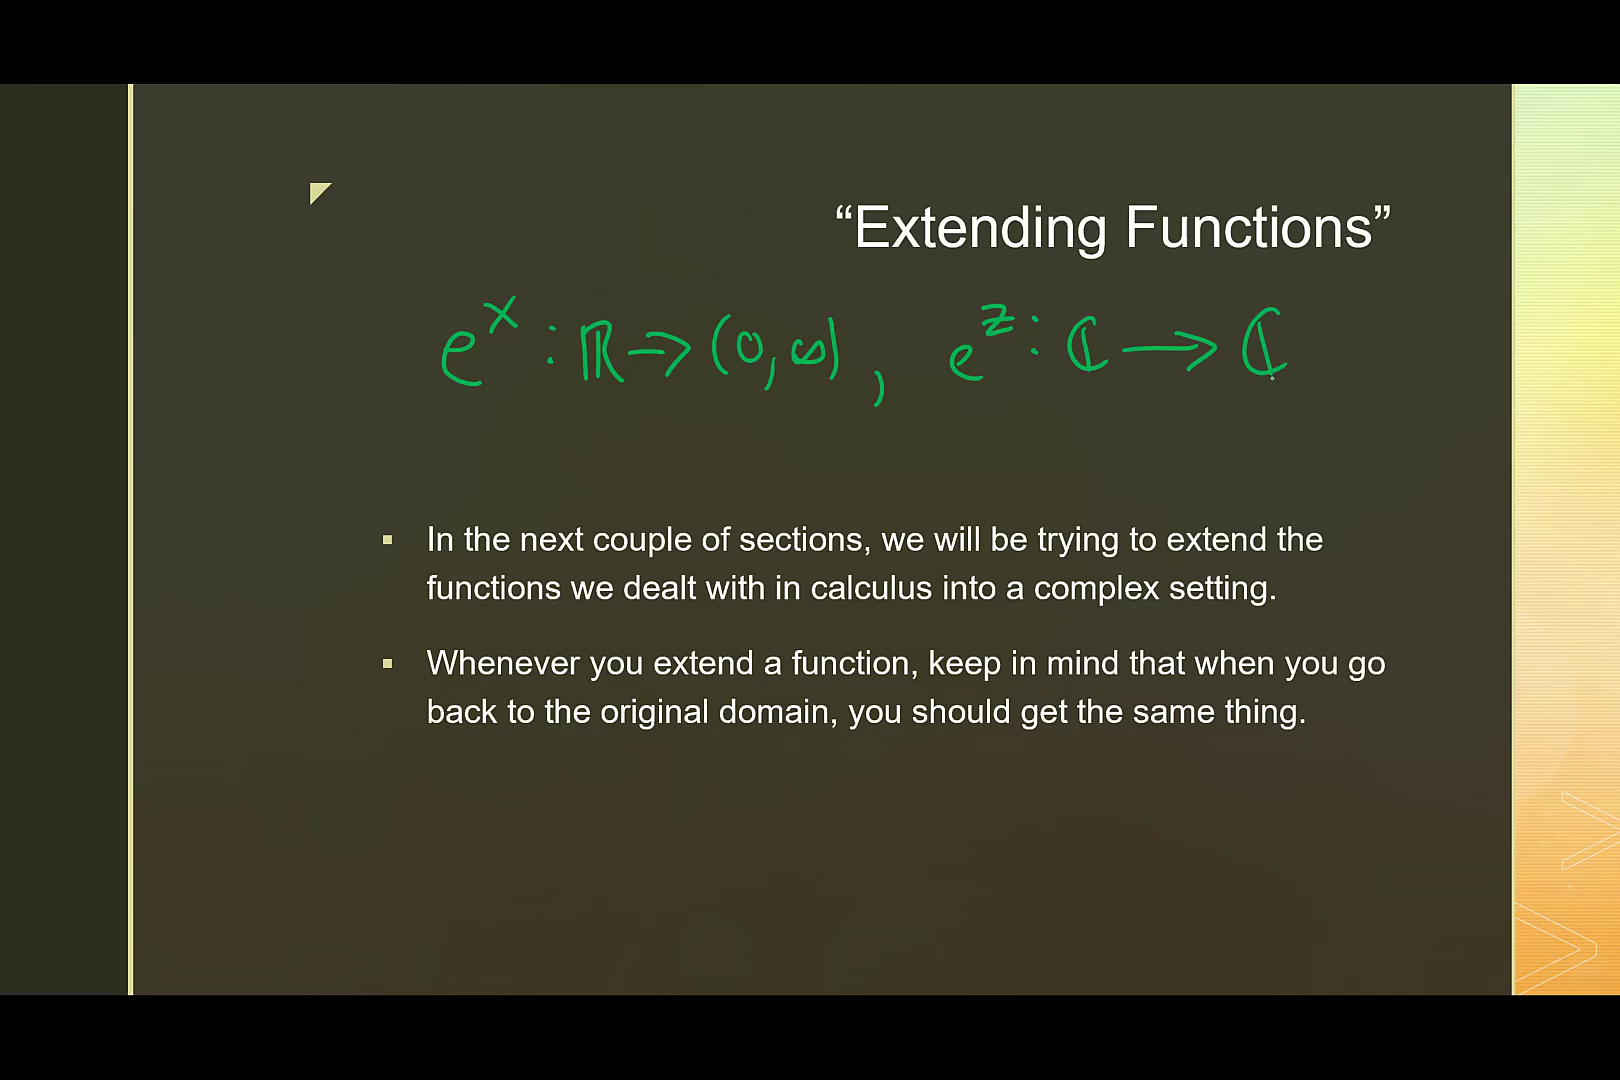 “Extending Functions”
e^x : ℝ → (0, ∞) , e^z : ℂ → ℂ
▪ In the next couple of sections, we will be trying to extend the
functions we dealt with in calculus into a complex setting.
▪ Whenever you extend a function, keep in mind that when you go
back to the original domain, you should get the same thing.